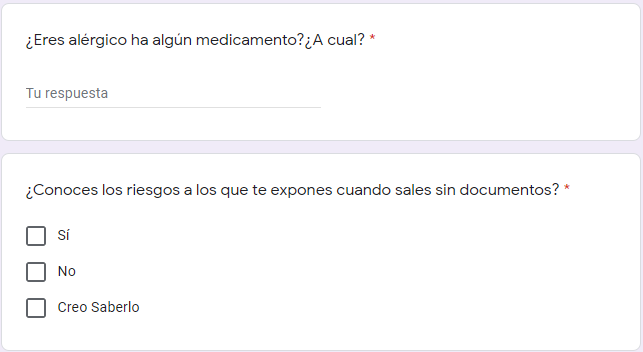 ¿Eres alérgico ha algún medicamento?¿A cual? *
Tu respuesta
¿Conoces los riesgos a los que te expones cuando sales sin documentos? *
Sí
No
Creo Saberlo